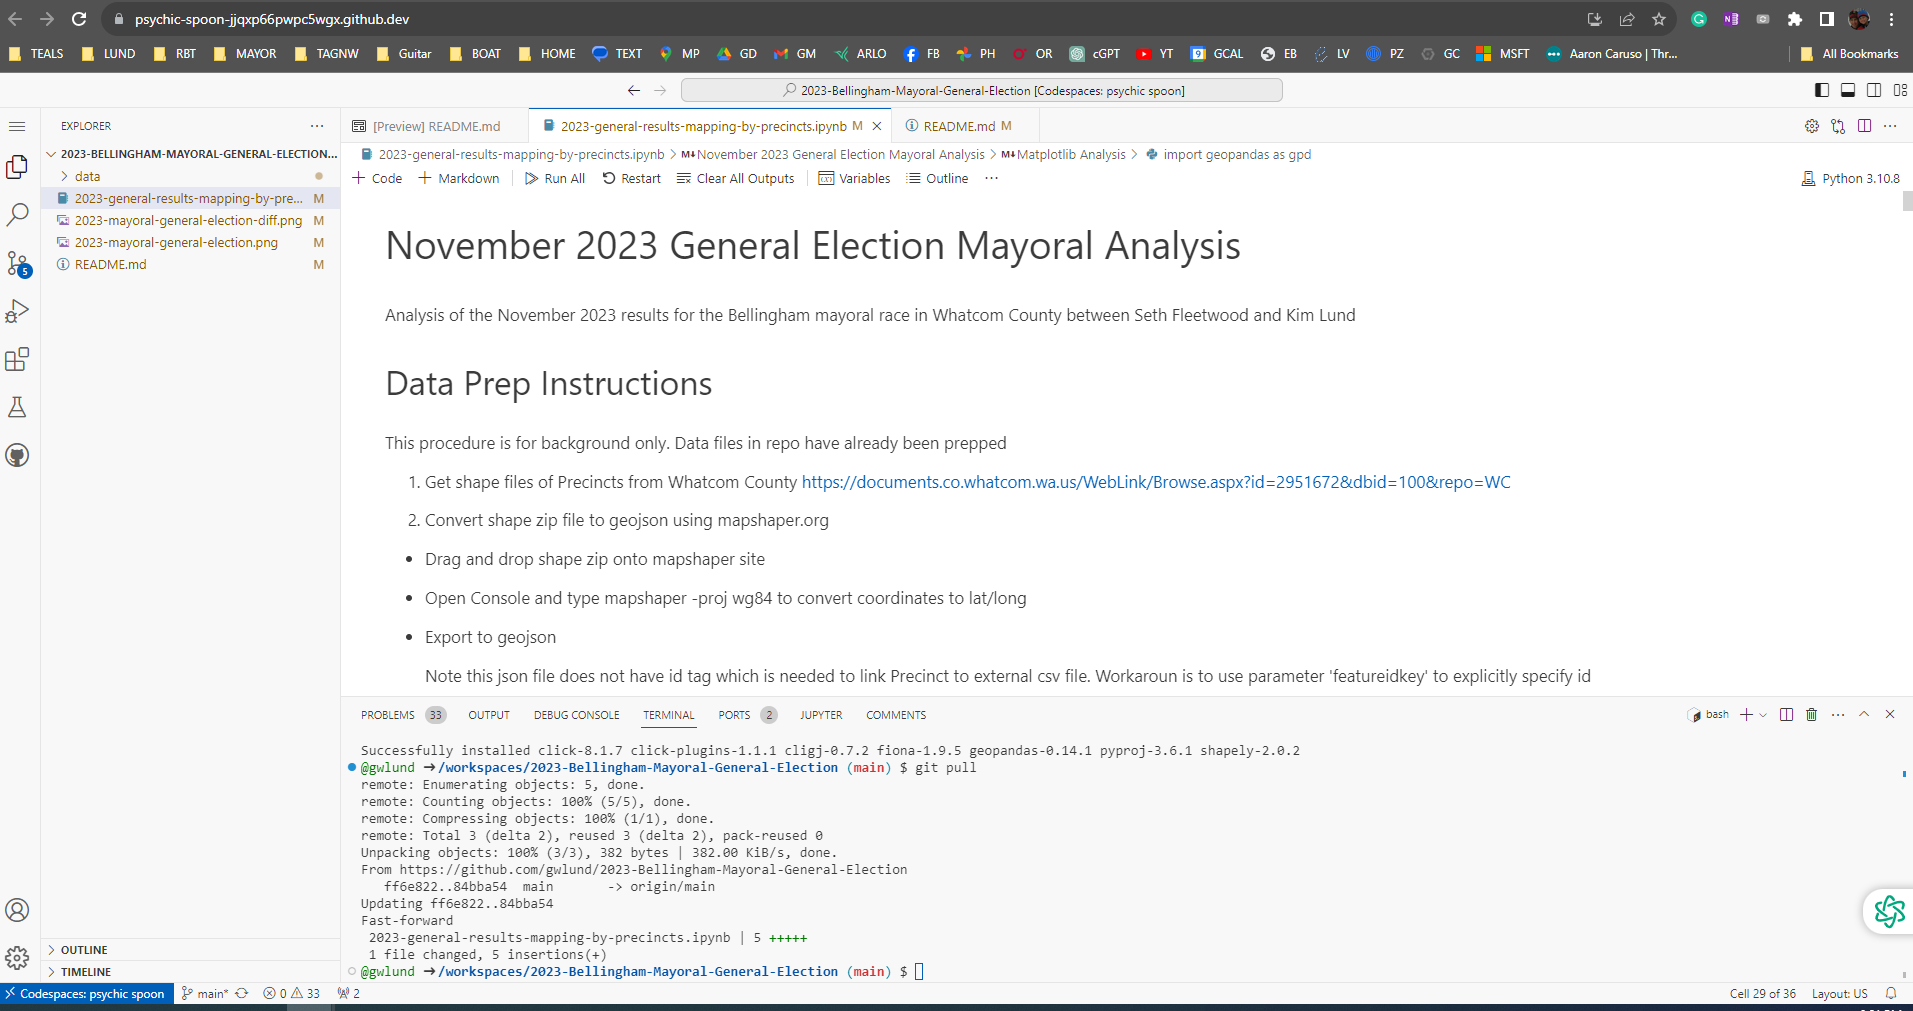 psychic-spoon-jjqxp66pwpc5wgx.github.dev
TEALS LUND RBT MAYOR TAGNW Guitar BOAT HOME TEXT MP GD GM ARLO FB PH OR cGPT YT GCAL EB LV PZ GC MSFT Aaron Caruso | Thr... All Bookmarks
2023-Bellingham-Mayoral-General-Election [Codespaces: psychic spoon]
EXPLORER
2023-BELLINGHAM-MAYORAL-GENERAL-ELECTION...
data
2023-general-results-mapping-by-pre... M
2023-mayoral-general-election-diff.png M
2023-mayoral-general-election.png M
README.md M
OUTLINE
TIMELINE
[Preview] README.md 2023-general-results-mapping-by-precincts.ipynb M README.md M
2023-general-results-mapping-by-precincts.ipynb > M↓November 2023 General Election Mayoral Analysis > M↓Matplotlib Analysis > import geopandas as gpd
+ Code + Markdown Run All Restart Clear All Outputs Variables Outline ... Python 3.10.8
November 2023 General Election Mayoral Analysis
Analysis of the November 2023 results for the Bellingham mayoral race in Whatcom County between Seth Fleetwood and Kim Lund
Data Prep Instructions
This procedure is for background only. Data files in repo have already been prepped
1. Get shape files of Precincts from Whatcom County https://documents.co.whatcom.wa.us/WebLink/Browse.aspx?id=2951672&dbid=100&repo=WC
2. Convert shape zip file to geojson using mapshaper.org
• Drag and drop shape zip onto mapshaper site
• Open Console and type mapshaper -proj wg84 to convert coordinates to lat/long
• Export to geojson
Note this json file does not have id tag which is needed to link Precinct to external csv file. Workaroun is to use parameter 'featureidkey' to explicitly specify id
PROBLEMS 33 OUTPUT DEBUG CONSOLE TERMINAL PORTS 2 JUPYTER COMMENTS bash
Successfully installed click-8.1.7 click-plugins-1.1.1 cligj-0.7.2 fiona-1.9.5 geopandas-0.14.1 pyproj-3.6.1 shapely-2.0.2
@gwlund ➜/workspaces/2023-Bellingham-Mayoral-General-Election (main) $ git pull
remote: Enumerating objects: 5, done.
remote: Counting objects: 100% (5/5), done.
remote: Compressing objects: 100% (1/1), done.
remote: Total 3 (delta 2), reused 3 (delta 2), pack-reused 0
Unpacking objects: 100% (3/3), 382 bytes | 382.00 KiB/s, done.
From https://github.com/gwlund/2023-Bellingham-Mayoral-General-Election
ff6e822..84bba54 main -> origin/main
Updating ff6e822..84bba54
Fast-forward
2023-general-results-mapping-by-precincts.ipynb | 5 +++++
1 file changed, 5 insertions(+)
@gwlund ➜/workspaces/2023-Bellingham-Mayoral-General-Election (main) $
5
Codespaces: psychic spoon main* 0 33 2 Cell 29 of 36 Layout: US